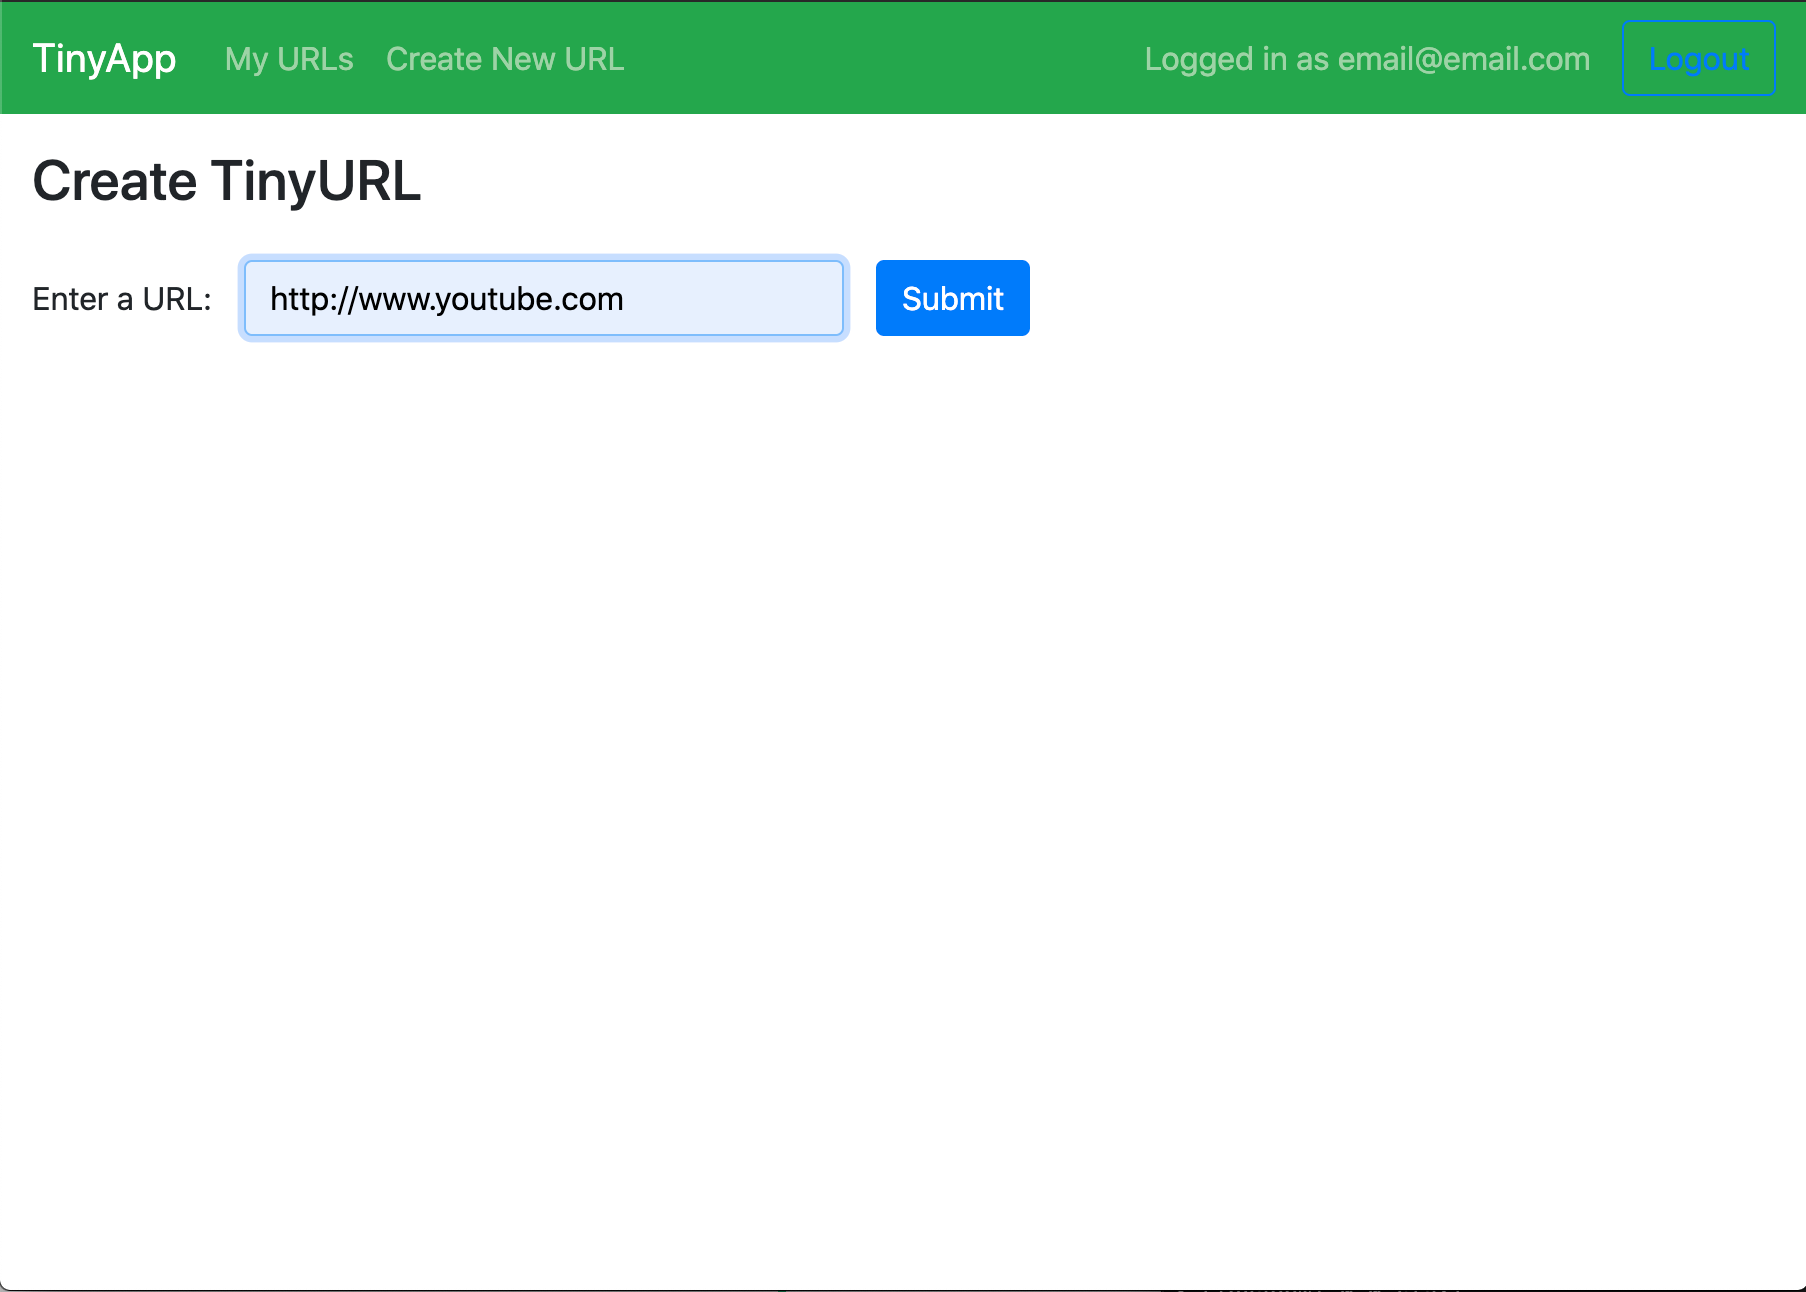 TinyApp My URLs Create New URL Logged in as email@email.com Logout
Create TinyURL
Enter a URL: http://www.youtube.com Submit